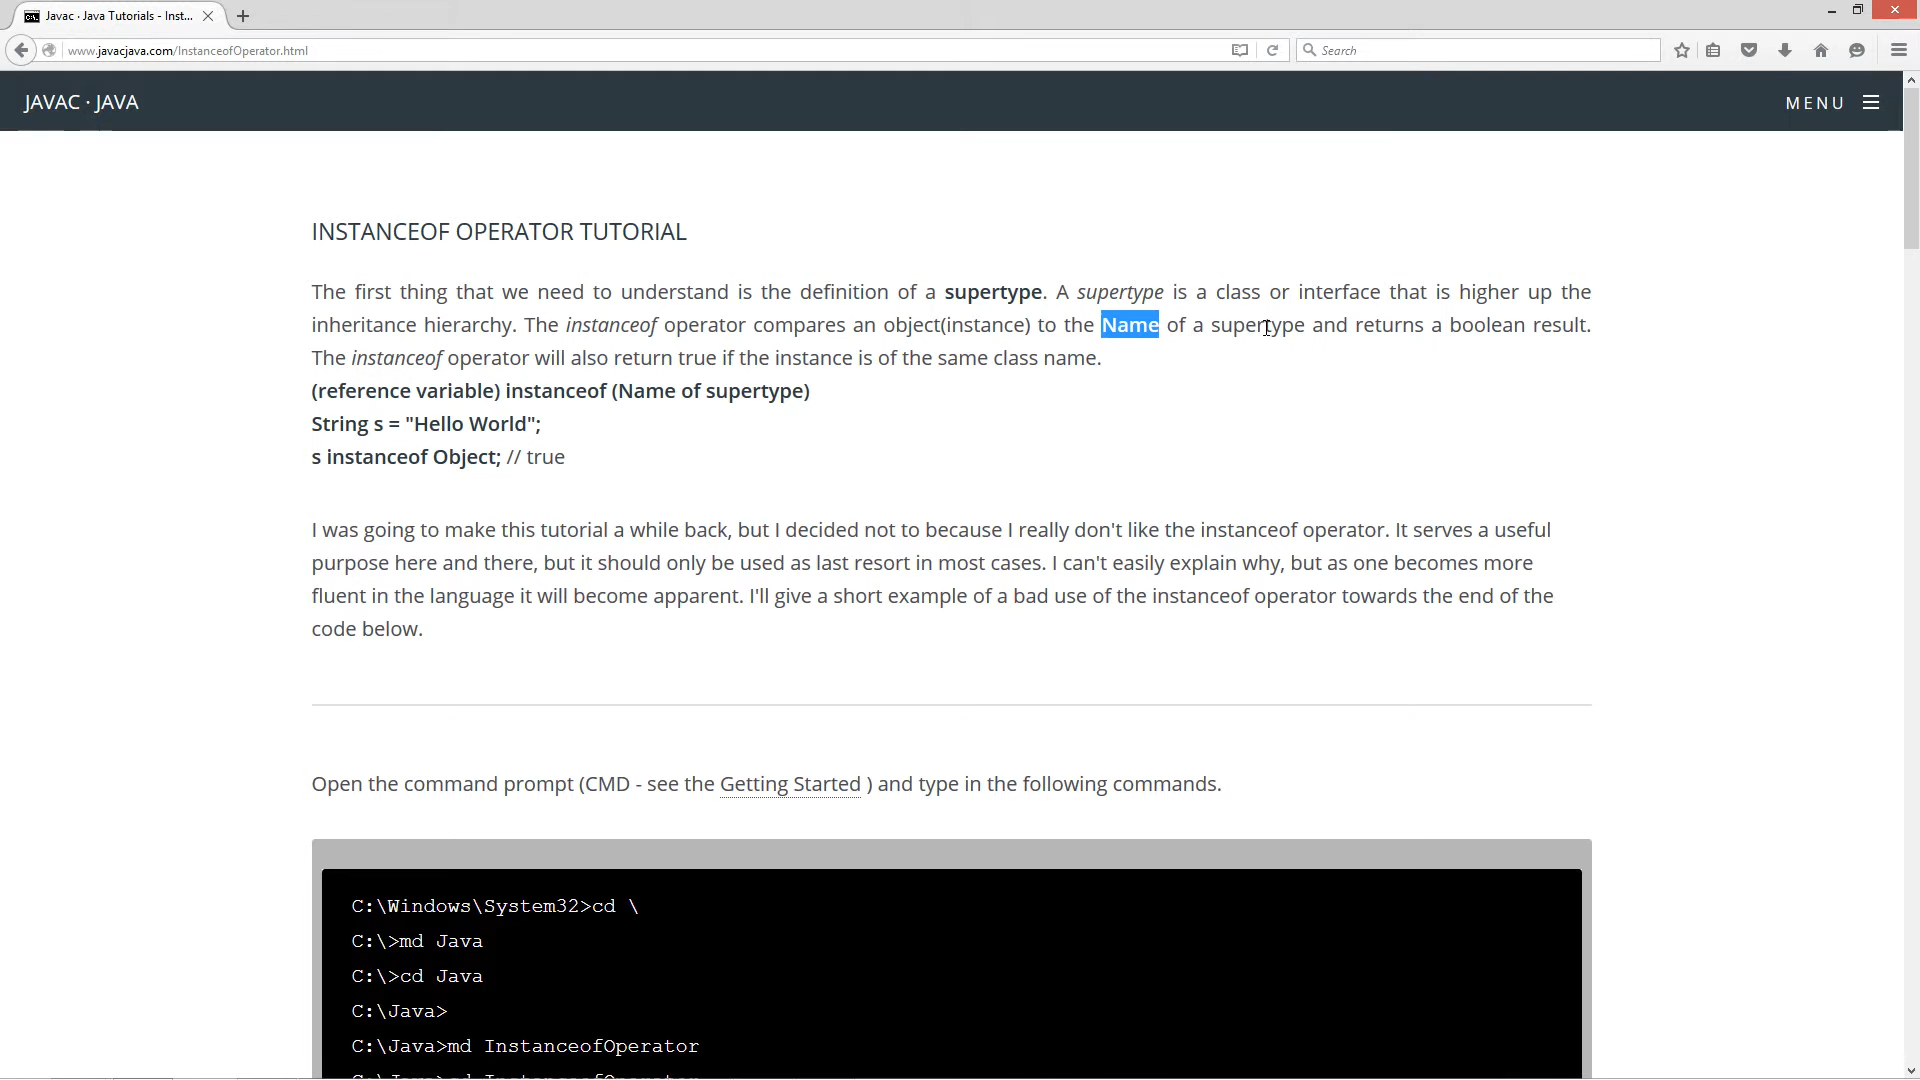 Javac · Java Tutorials - Inst...
www.javacjava.com/InstanceofOperator.html
Search
JAVAC · JAVA
MENU
INSTANCEOF OPERATOR TUTORIAL
The first thing that we need to understand is the definition of a supertype. A supertype is a class or interface that is higher up the
inheritance hierarchy. The instanceof operator compares an object(instance) to the Name of a supertype and returns a boolean result.
The instanceof operator will also return true if the instance is of the same class name.
(reference variable) instanceof (Name of supertype)
String s = "Hello World";
s instanceof Object; // true
I was going to make this tutorial a while back, but I decided not to because I really don't like the instanceof operator. It serves a useful
purpose here and there, but it should only be used as last resort in most cases. I can't easily explain why, but as one becomes more
fluent in the language it will become apparent. I'll give a short example of a bad use of the instanceof operator towards the end of the
code below.
Open the command prompt (CMD - see the Getting Started ) and type in the following commands.
C:\Windows\System32>cd \
C:\>md Java
C:\>cd Java
C:\Java>
C:\Java>md InstanceofOperator